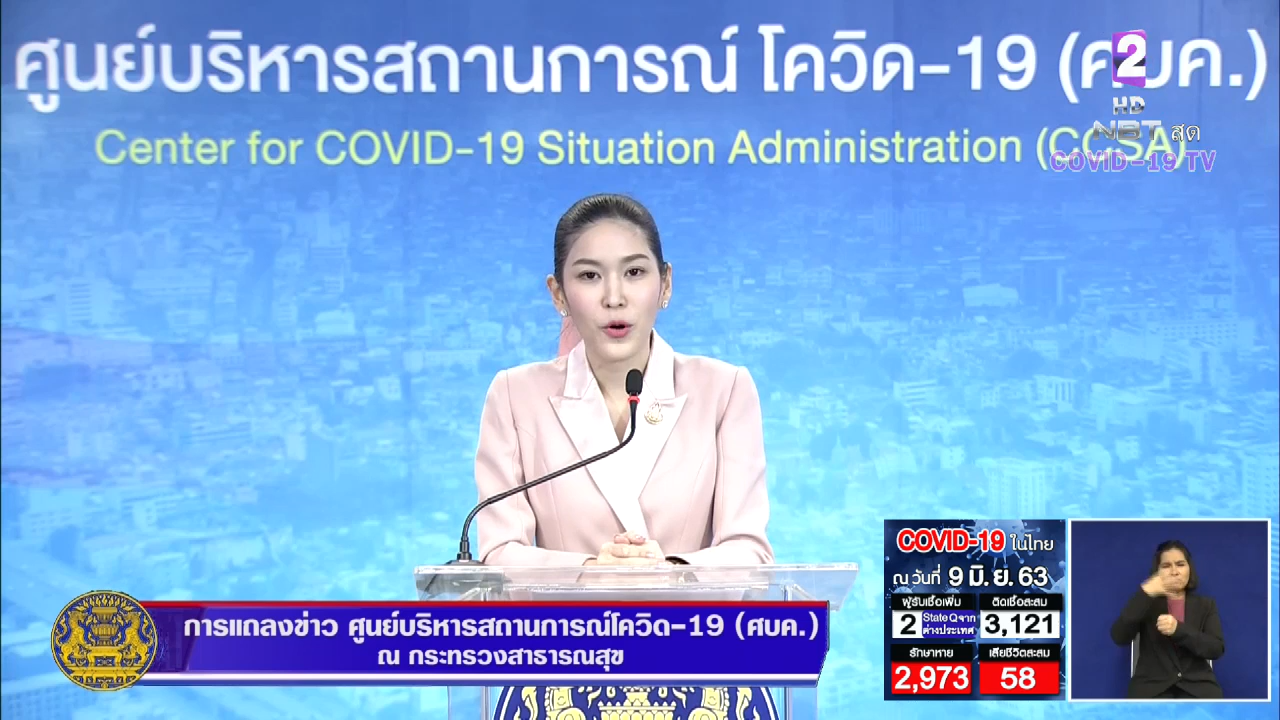 ศูนย์บริหารสถานการณ์ โควิด-19 (ศบค.)
Center for COVID-19 Situation Administration (CCSA)
2
HD
NBT สด
COVID-19 TV
COVID-19 ในไทย
ณ วันที่ 9 มิ.ย. 63
ผู้รับเชื้อเพิ่ม
ติดเชื้อสะสม
2 State Q จาก
ต่างประเทศ
3,121
รักษาหาย
เสียชีวิตสะสม
2,973
58
การแถลงข่าว ศูนย์บริหารสถานการณ์โควิด-19 (ศบค.)
ณ กระทรวงสาธารณสุข